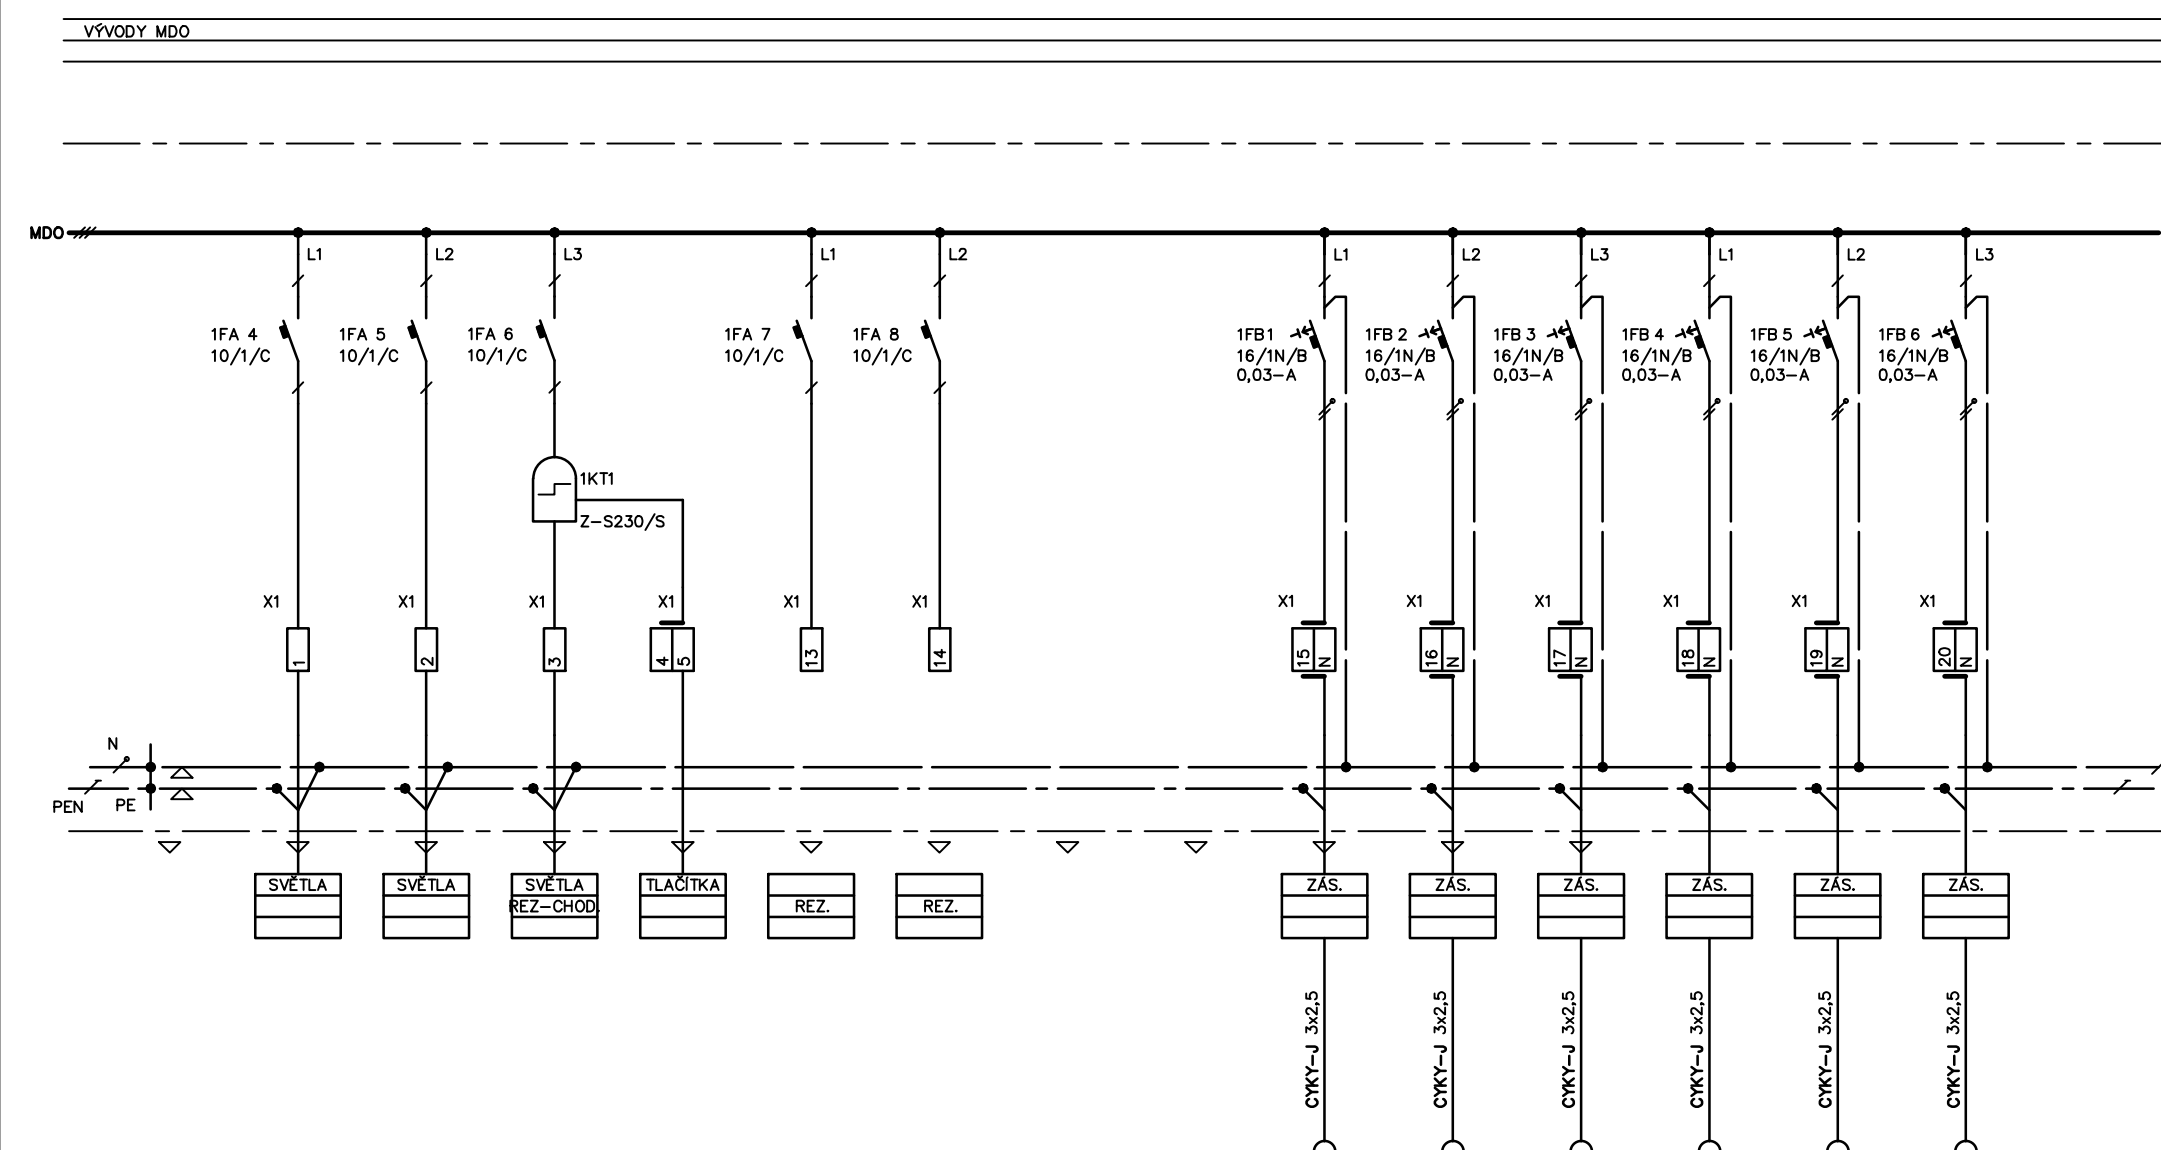 VÝVODY MDO
MDO
L1 L2 L3 L1 L2 L1 L2 L3 L1 L2 L3
1FA 4
10/1/C
1FA 5
10/1/C
1FA 6
10/1/C
1FA 7
10/1/C
1FA 8
10/1/C
1FB1
16/1N/B
0,03-A
1FB 2
16/1N/B
0,03-A
1FB 3
16/1N/B
0,03-A
1FB 4
16/1N/B
0,03-A
1FB 5
16/1N/B
0,03-A
1FB 6
16/1N/B
0,03-A
1KT1
Z-S230/S
X1 X1 X1 X1 X1 X1 X1 X1 X1 X1 X1 X1
1 2 3 4 5 13 14 15 N 16 N 17 N 18 N 19 N 20 N
N
PEN
PE
SVĚTLA
SVĚTLA
SVĚTLA
REZ-CHOD.
TLAČÍTKA
REZ.
REZ.
ZÁS.
ZÁS.
ZÁS.
ZÁS.
ZÁS.
ZÁS.
CYKY-J 3x2,5
CYKY-J 3x2,5
CYKY-J 3x2,5
CYKY-J 3x2,5
CYKY-J 3x2,5
CYKY-J 3x2,5